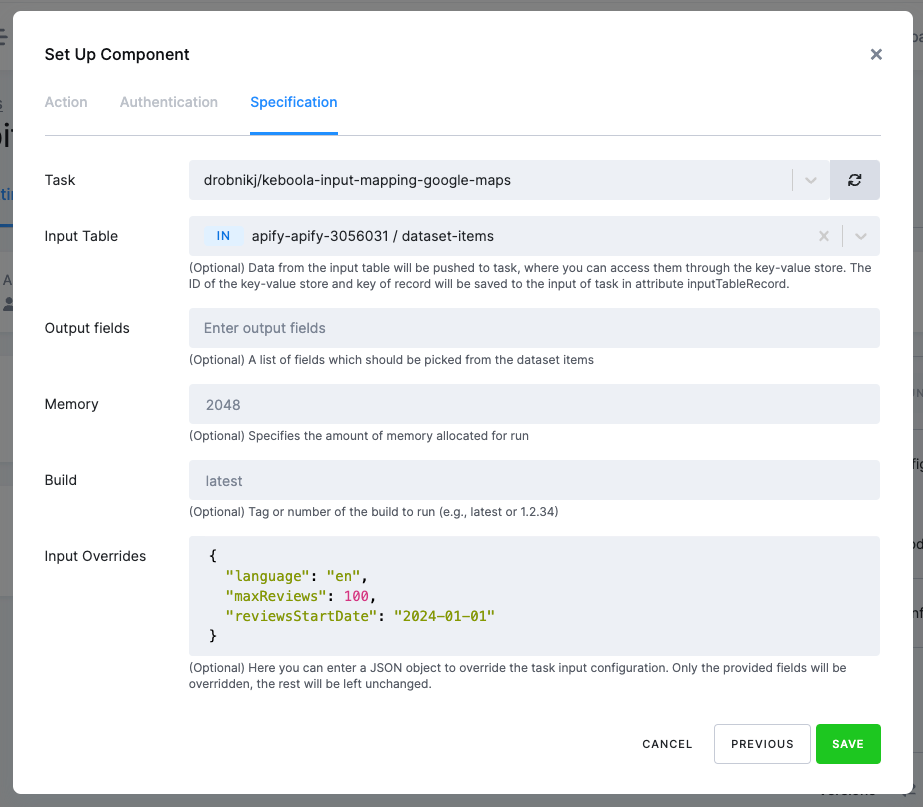 Set Up Component
Action Authentication Specification
Task
drobnikj/keboola-input-mapping-google-maps
Input Table
IN apify-apify-3056031 / dataset-items
(Optional) Data from the input table will be pushed to task, where you can access them through the key-value store. The
ID of the key-value store and key of record will be saved to the input of task in attribute inputTableRecord.
Output fields
Enter output fields
(Optional) A list of fields which should be picked from the dataset items
Memory
2048
(Optional) Specifies the amount of memory allocated for run
Build
latest
(Optional) Tag or number of the build to run (e.g., latest or 1.2.34)
Input Overrides
{
"language": "en",
"maxReviews": 100,
"reviewsStartDate": "2024-01-01"
}
(Optional) Here you can enter a JSON object to override the task input configuration. Only the provided fields will be
overridden, the rest will be left unchanged.
CANCEL PREVIOUS SAVE